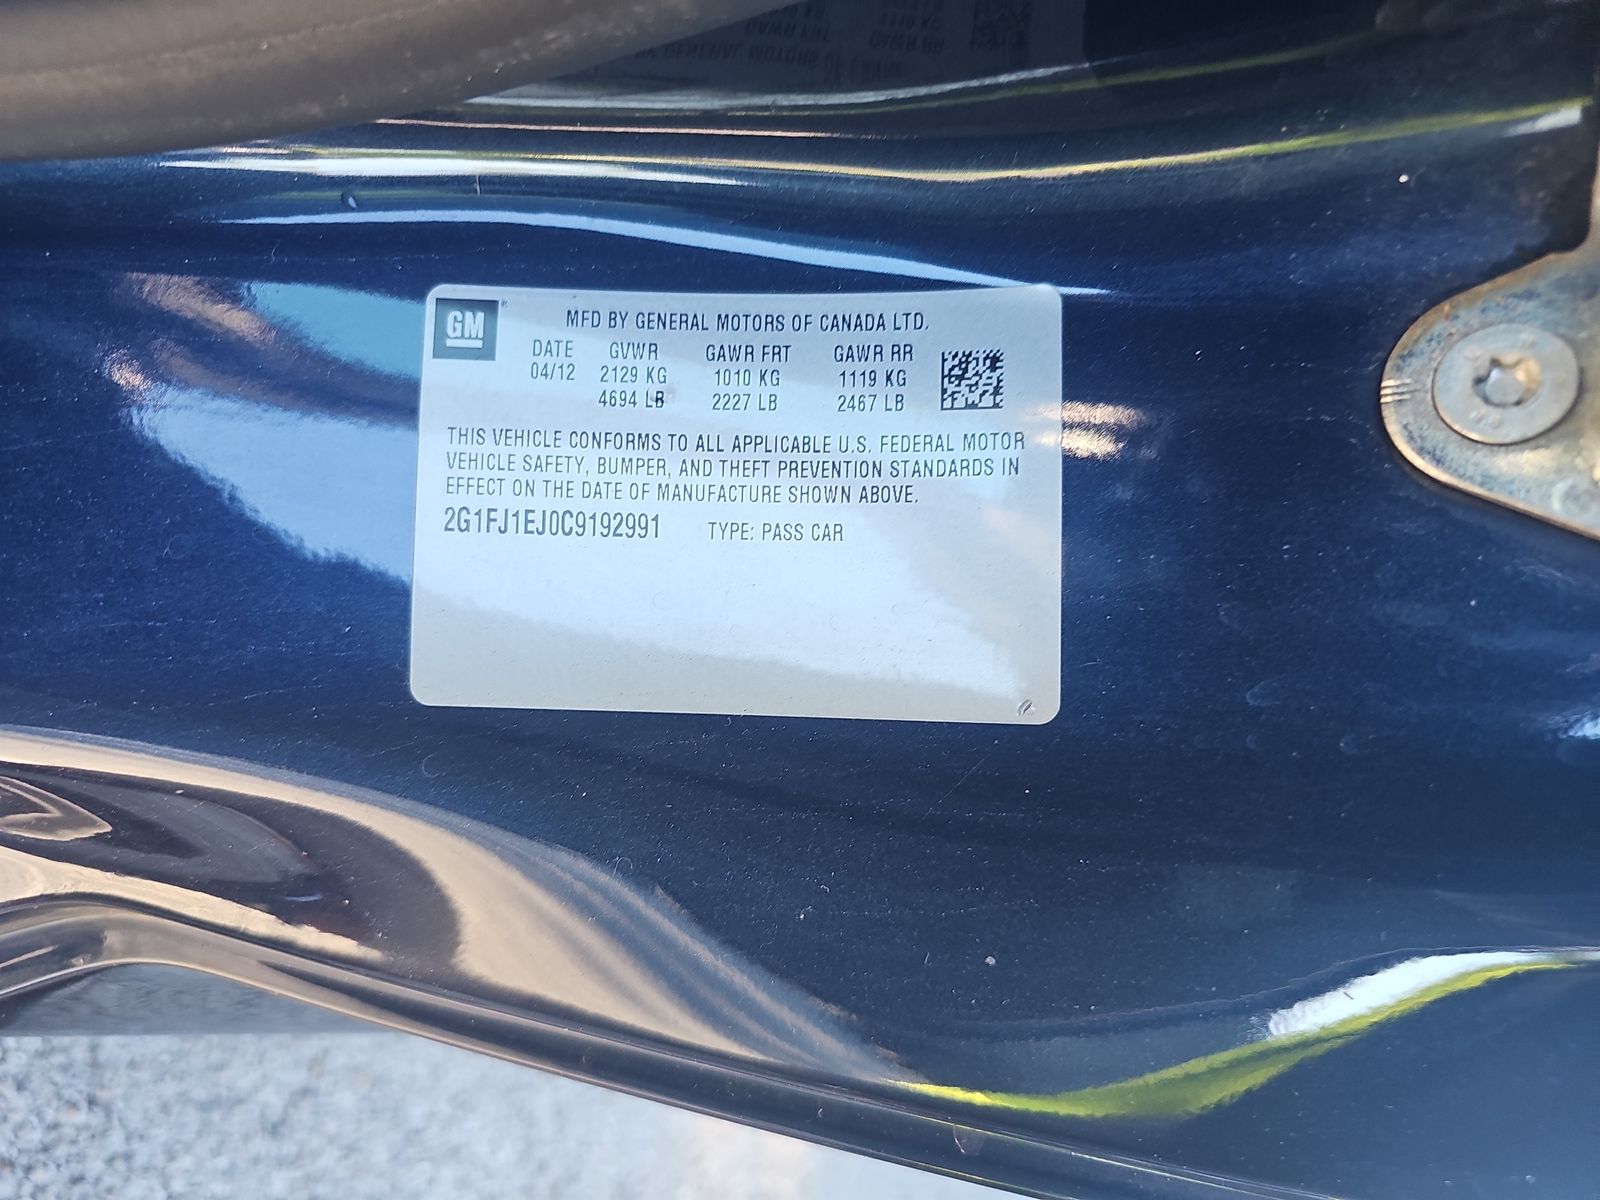 GM
MFD BY GENERAL MOTORS OF CANADA LTD.
DATE GVWR GAWR FRT GAWR RR
04/12 2129 KG 1010 KG 1119 KG
4694 LB 2227 LB 2467 LB
THIS VEHICLE CONFORMS TO ALL APPLICABLE U.S. FEDERAL MOTOR
VEHICLE SAFETY, BUMPER, AND THEFT PREVENTION STANDARDS IN
EFFECT ON THE DATE OF MANUFACTURE SHOWN ABOVE.
2G1FJ1EJ0C9192991 TYPE: PASS CAR